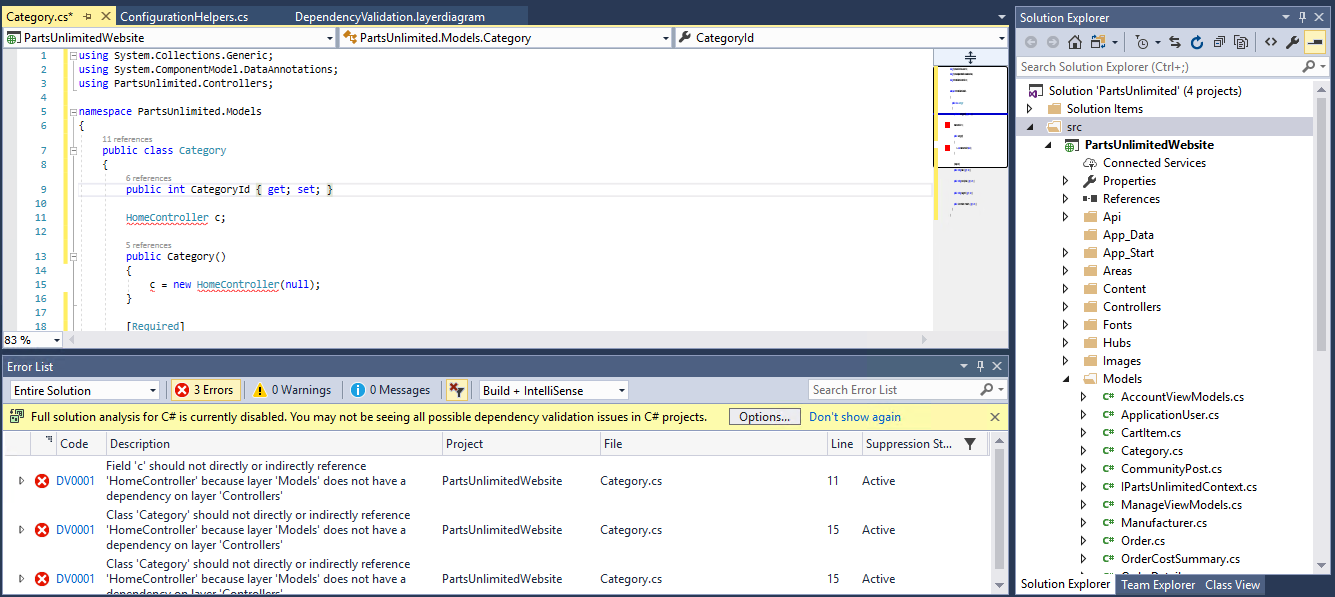 Category.cs*
ConfigurationHelpers.cs
DependencyValidation.layerdiagram
PartsUnlimitedWebsite
PartsUnlimited.Models.Category
CategoryId
1 using System.Collections.Generic;
2 using System.ComponentModel.DataAnnotations;
3 using PartsUnlimited.Controllers;
4
5 namespace PartsUnlimited.Models
6 {
11 references
7 public class Category
8 {
6 references
9 public int CategoryId { get; set; }
10
11 HomeController c;
12
5 references
13 public Category()
14 {
15 c = new HomeController(null);
16 }
17
18 [Required]
83 %
Error List
Entire Solution
3 Errors
0 Warnings
0 Messages
Build + IntelliSense
Search Error List
Full solution analysis for C# is currently disabled. You may not be seeing all possible dependency validation issues in C# projects.
Options...
Don't show again
Code Description Project File Line Suppression St...
Field 'c' should not directly or indirectly reference
DV0001 'HomeController' because layer 'Models' does not have a PartsUnlimitedWebsite Category.cs 11 Active
dependency on layer 'Controllers'
Class 'Category' should not directly or indirectly reference
DV0001 'HomeController' because layer 'Models' does not have a PartsUnlimitedWebsite Category.cs 15 Active
dependency on layer 'Controllers'
Class 'Category' should not directly or indirectly reference
DV0001 'HomeController' because layer 'Models' does not have a PartsUnlimitedWebsite Category.cs 15 Active
dependency on layer 'Controllers'
Solution Explorer
Search Solution Explorer (Ctrl+;)
Solution 'PartsUnlimited' (4 projects)
Solution Items
src
PartsUnlimitedWebsite
Connected Services
Properties
References
Api
App_Data
App_Start
Areas
Content
Controllers
Fonts
Hubs
Images
Models
C# AccountViewModels.cs
C# ApplicationUser.cs
C# CartItem.cs
C# Category.cs
C# CommunityPost.cs
C# IPartsUnlimitedContext.cs
C# ManageViewModels.cs
C# Manufacturer.cs
C# Order.cs
C# OrderCostSummary.cs
Solution Explorer
Team Explorer
Class View